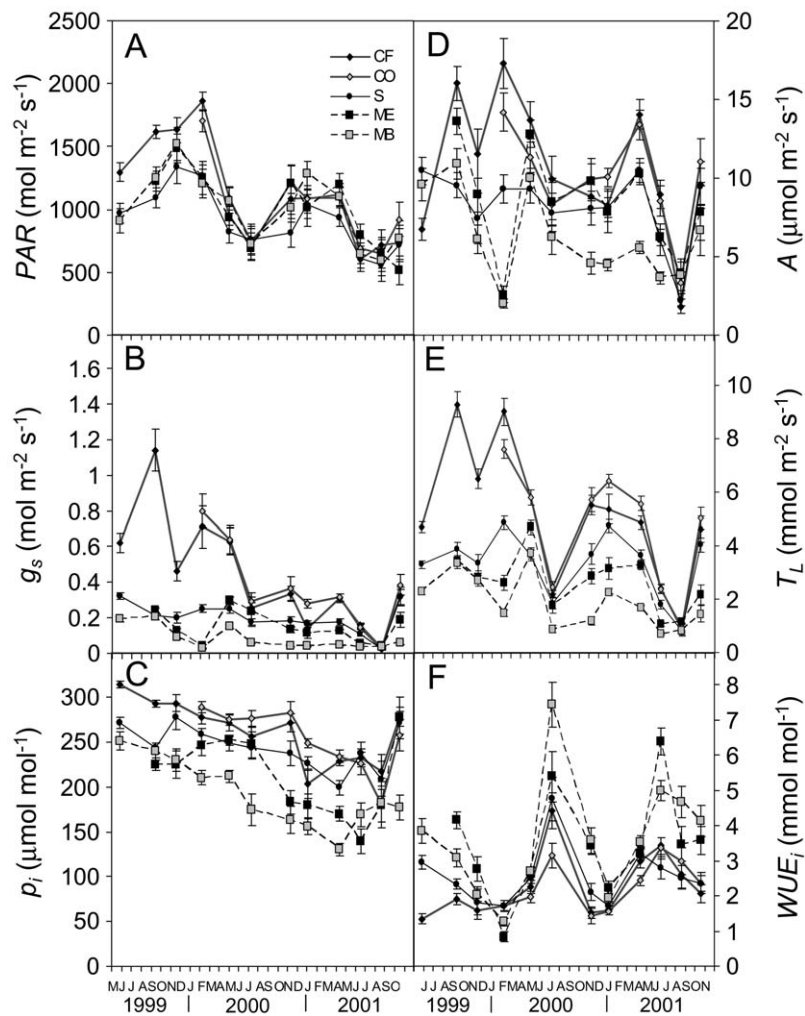 A
PAR (mol m-2 s-1)
2500
2000
1500
1000
500
0
CF
CO
S
ME
MB
D
A (µmol m-2 s-1)
20
15
10
5
0
B
gs (mol m-2 s-1)
1.6
1.4
1.2
1
0.8
0.6
0.4
0.2
0
E
TL (mmol m-2 s-1)
10
8
6
4
2
0
C
pi (µmol mol-1)
300
250
200
150
100
50
0
F
WUEi (mmol mol-1)
8
7
6
5
4
3
2
1
0
MJ J ASOND J FMAMJ J ASOND J FMAMJ J ASO
1999 2000 2001
J J ASOND J FMAMJ J ASOND J FMAMJ J ASON
1999 2000 2001